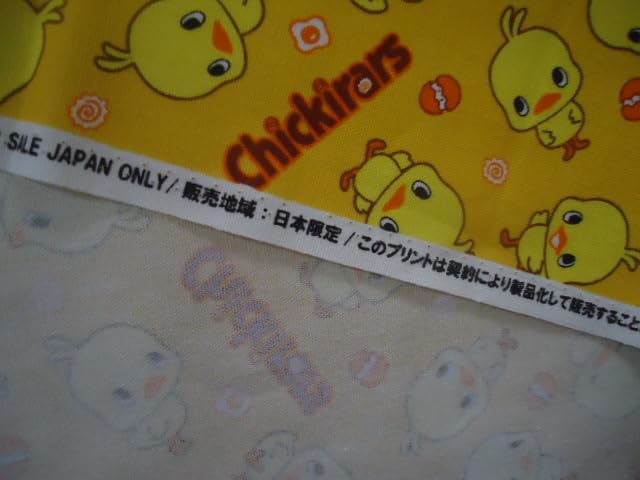 Chickirars
SALE JAPAN ONLY/ 販売地域:日本限定/このプリントは契約により製品化して販売すること
Chickirars